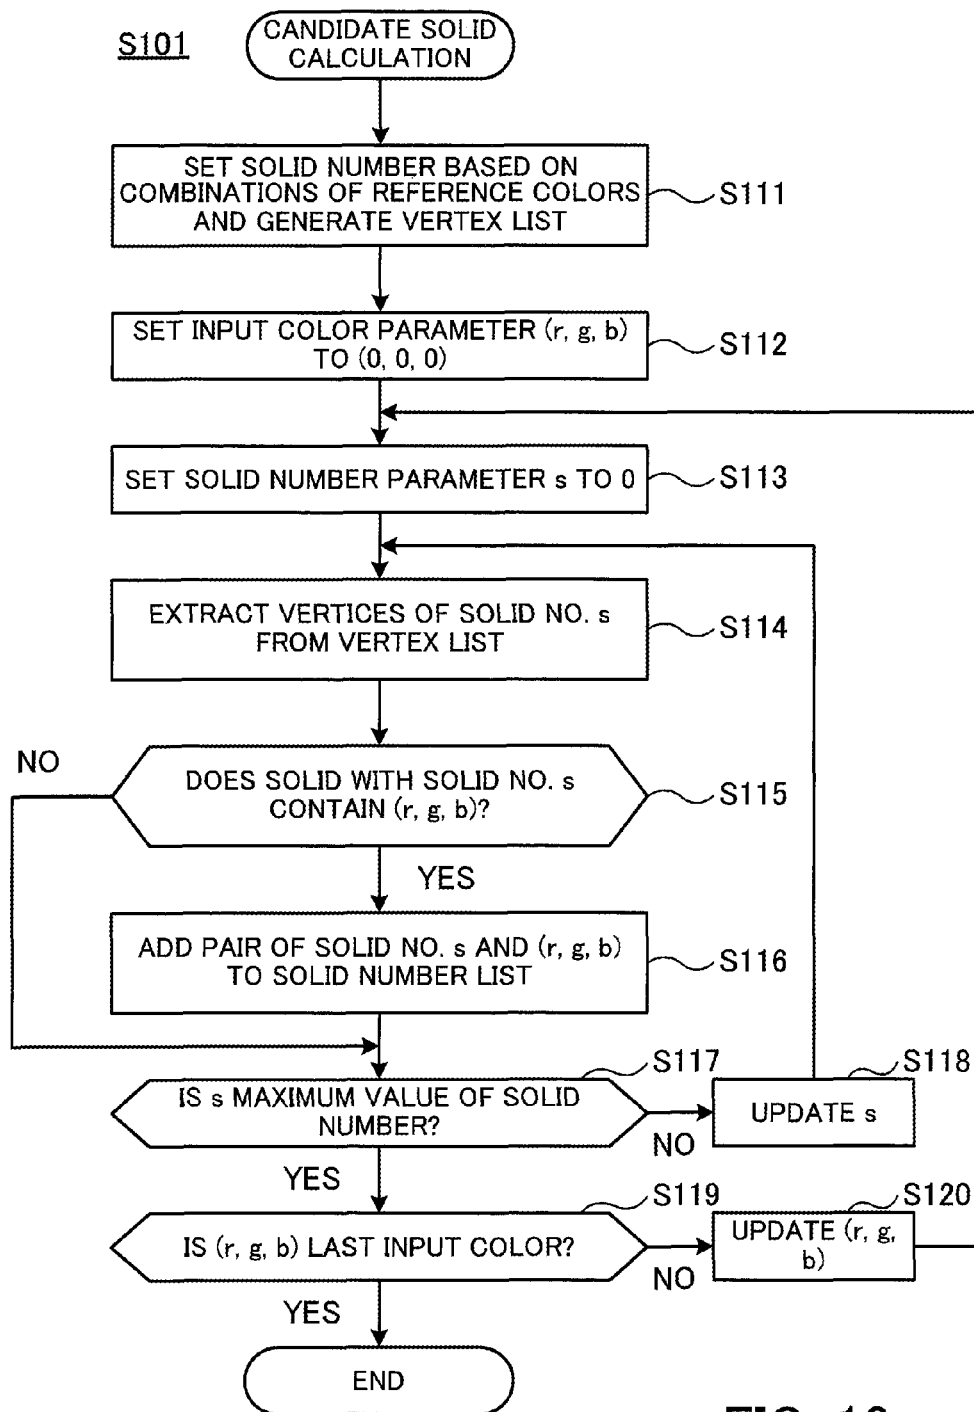 S101
CANDIDATE SOLID
CALCULATION
SET SOLID NUMBER BASED ON
COMBINATIONS OF REFERENCE COLORS
AND GENERATE VERTEX LIST
S111
SET INPUT COLOR PARAMETER (r, g, b)
TO (0, 0, 0)
S112
SET SOLID NUMBER PARAMETER s TO 0
S113
EXTRACT VERTICES OF SOLID NO. s
FROM VERTEX LIST
S114
NO
DOES SOLID WITH SOLID NO. s
CONTAIN (r, g, b)?
S115
YES
ADD PAIR OF SOLID NO. s AND (r, g, b)
TO SOLID NUMBER LIST
S116
S117
IS s MAXIMUM VALUE OF SOLID
NUMBER?
NO
S118
UPDATE s
YES
S119
IS (r, g, b) LAST INPUT COLOR?
NO
S120
UPDATE (r, g,
b)
YES
END